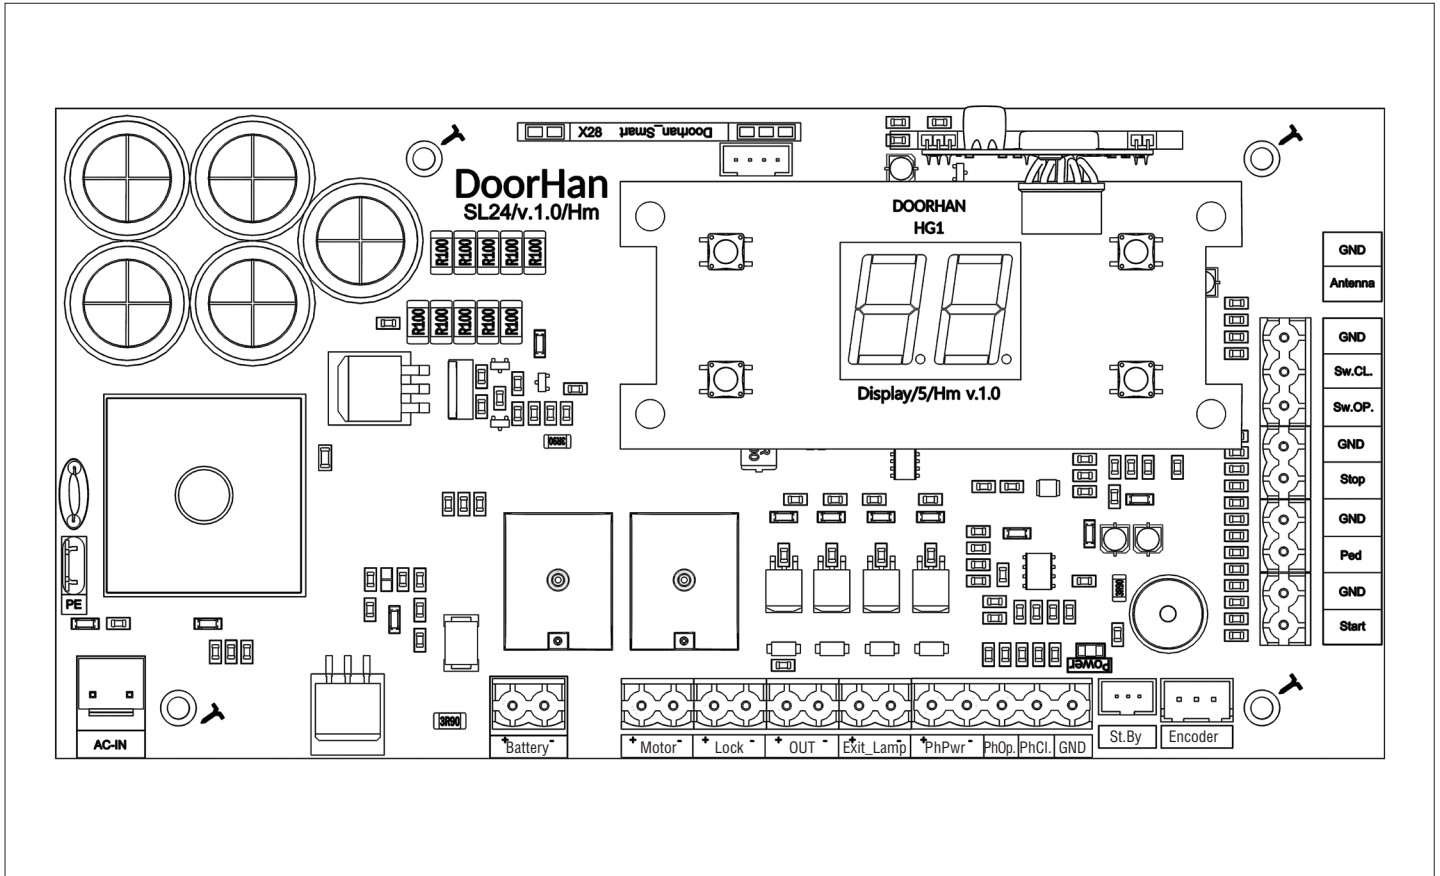 X28 Doorhan_Smart
DoorHan
SL24/v.1.0/Hm
R100 R100 R100 R100 R100
R100 R100 R100 R100 R100
DOORHAN
HG1
Display/5/Hm v.1.0
GND
Antenna
GND
Sw.CL.
Sw.OP.
GND
Stop
GND
Ped
GND
Start
3R90
3R90
PE
Power
3R90
AC-IN
+ Battery -
+ Motor -
+ Lock -
+ OUT -
+ Exit_Lamp -
+ PhPwr -
PhOp.
PhCl.
GND
St.By
Encoder